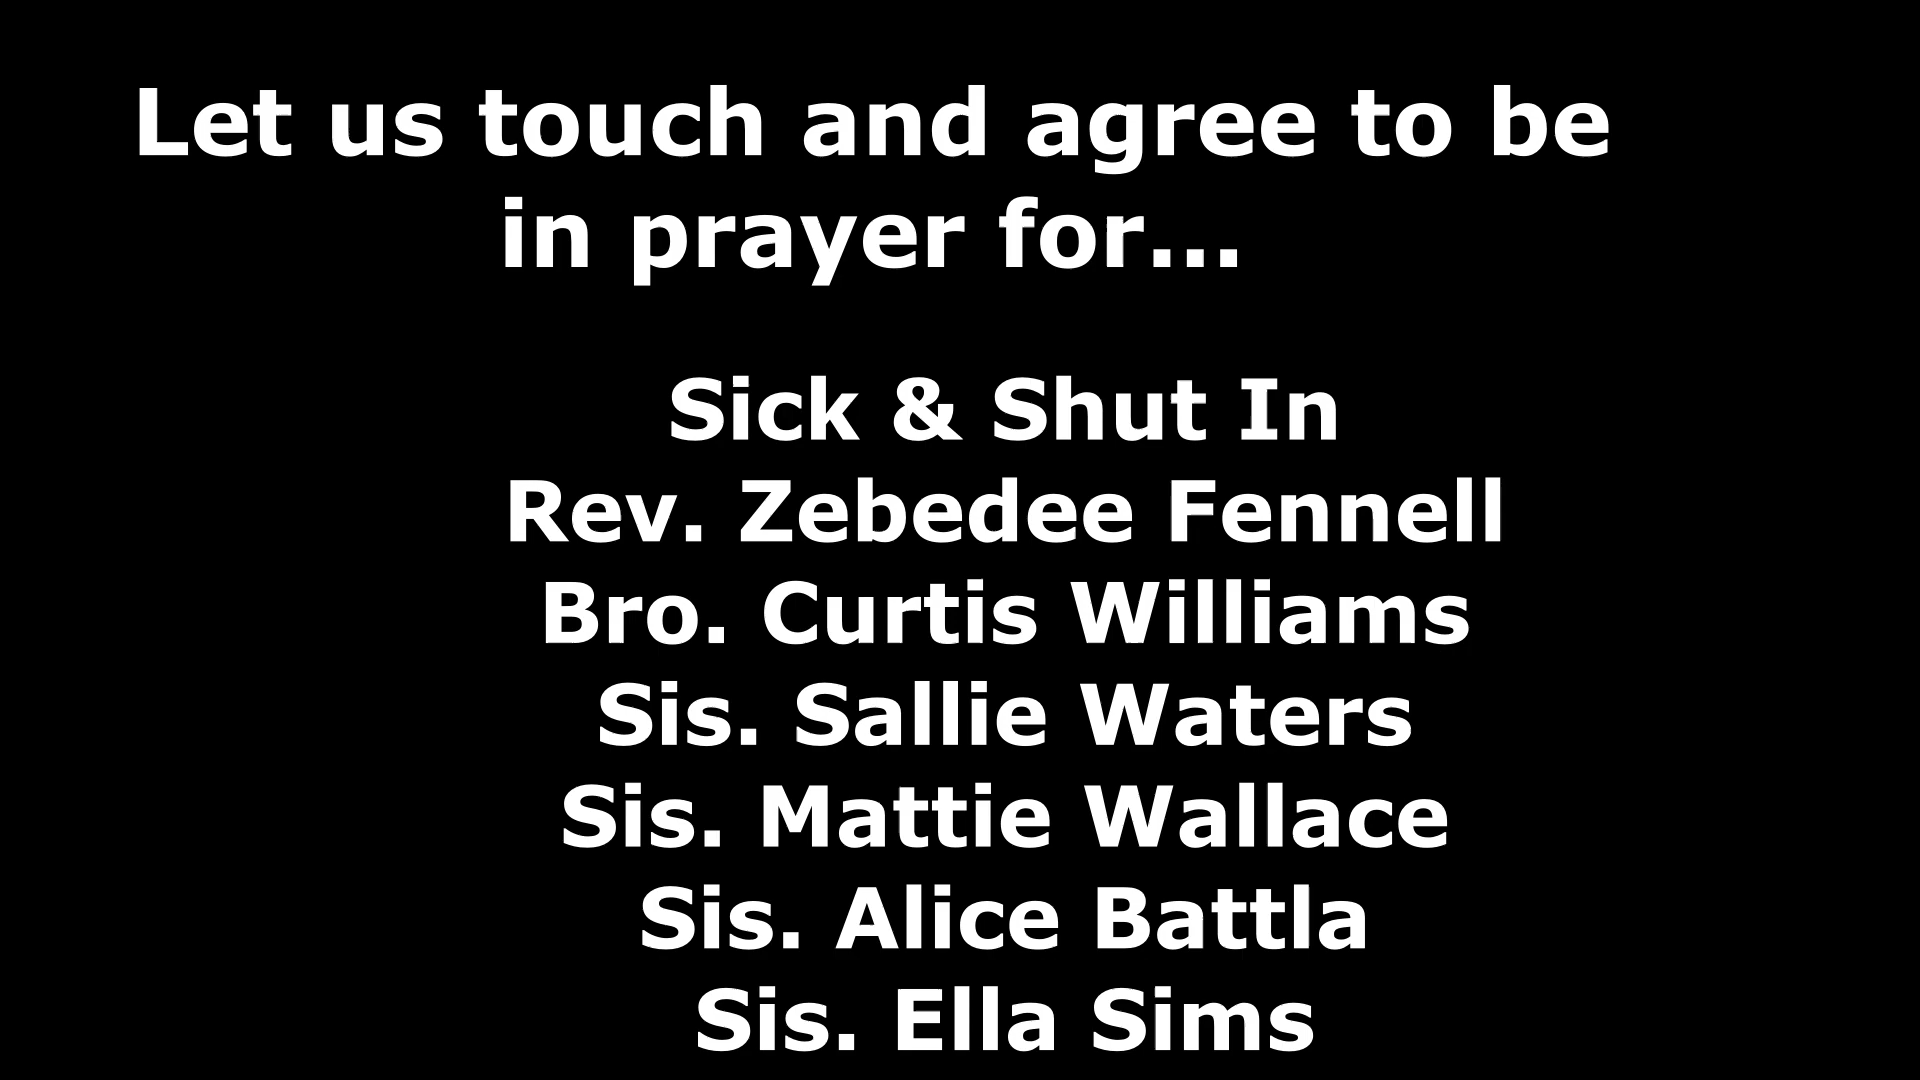 Let us touch and agree to be
in prayer for...
Sick & Shut In
Rev. Zebedee Fennell
Bro. Curtis Williams
Sis. Sallie Waters
Sis. Mattie Wallace
Sis. Alice Battla
Sis. Ella Sims